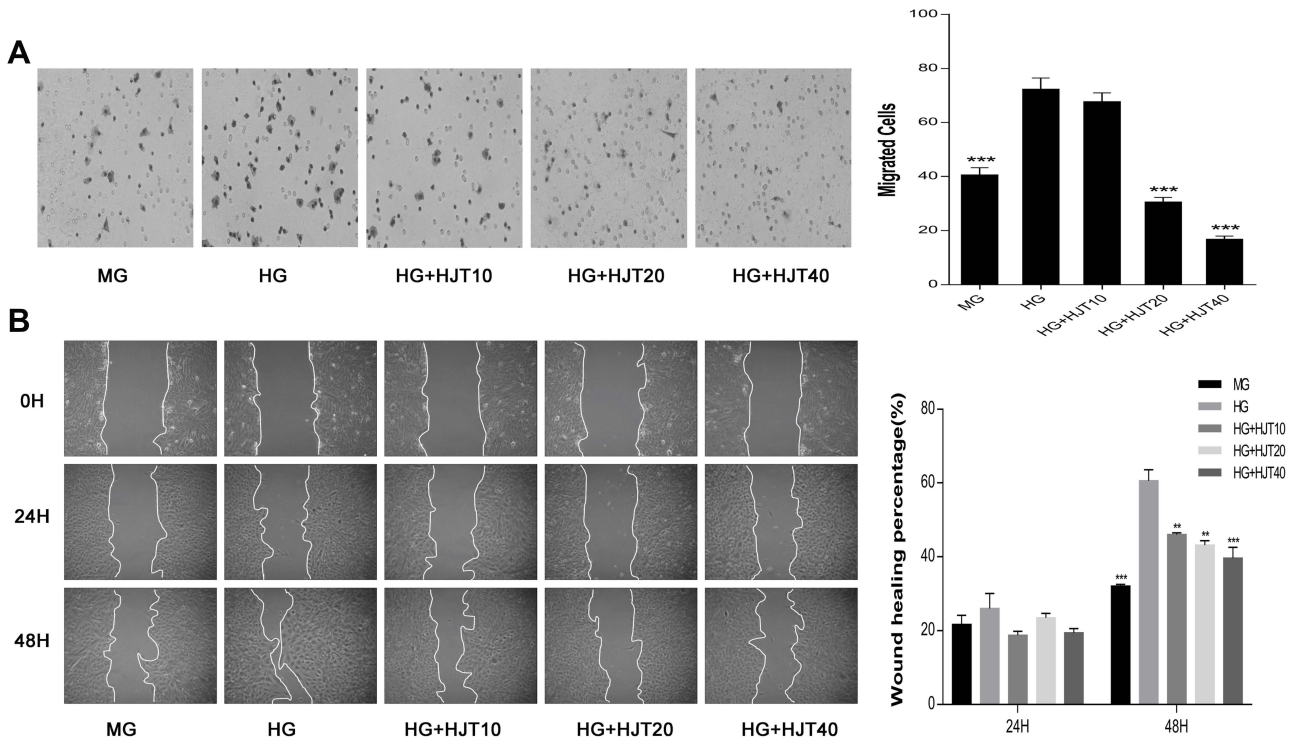 A
MG
HG
HG+HJT10
HG+HJT20
HG+HJT40
Migrated Cells
100
80
60
40
20
0
***
***
***
MG
HG
HG+HJT10
HG+HJT20
HG+HJT40
B
0H
24H
48H
MG
HG
HG+HJT10
HG+HJT20
HG+HJT40
Wound healing percentage(%)
80
60
40
20
0
MG
HG
HG+HJT10
HG+HJT20
HG+HJT40
***
**
**
***
24H
48H